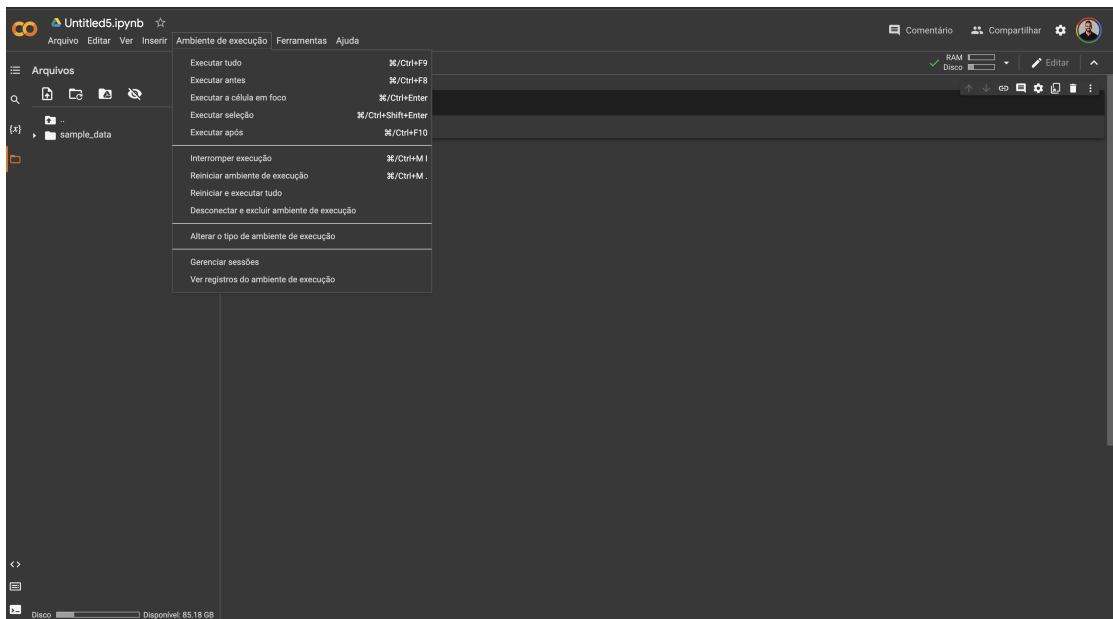 Untitled5.ipynb
Arquivo Editar Ver Inserir Ambiente de execução Ferramentas Ajuda
Comentário Compartilhar
RAM
Disco
Editar
Arquivos
..
sample_data
{x}
Executar tudo ⌘/Ctrl+F9
Executar antes ⌘/Ctrl+F8
Executar a célula em foco ⌘/Ctrl+Enter
Executar seleção ⌘/Ctrl+Shift+Enter
Executar após ⌘/Ctrl+F10
Interromper execução ⌘/Ctrl+M I
Reiniciar ambiente de execução ⌘/Ctrl+M .
Reiniciar e executar tudo
Desconectar e excluir ambiente de execução
Alterar o tipo de ambiente de execução
Gerenciar sessões
Ver registros do ambiente de execução
Disco Disponível: 85.18 GB